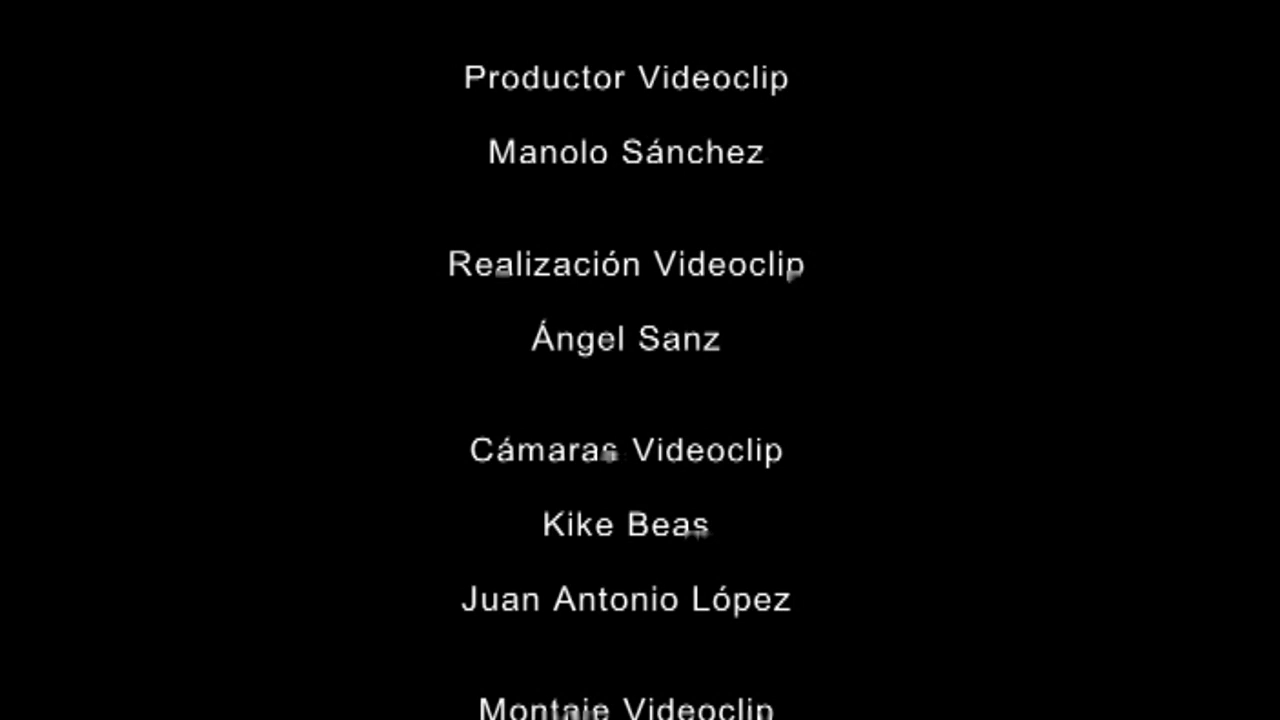 Productor Videoclip
Manolo Sánchez
Realización Videoclip
Ángel Sanz
Cámaras Videoclip
Kike Beas
Juan Antonio López
Montaje Videoclip